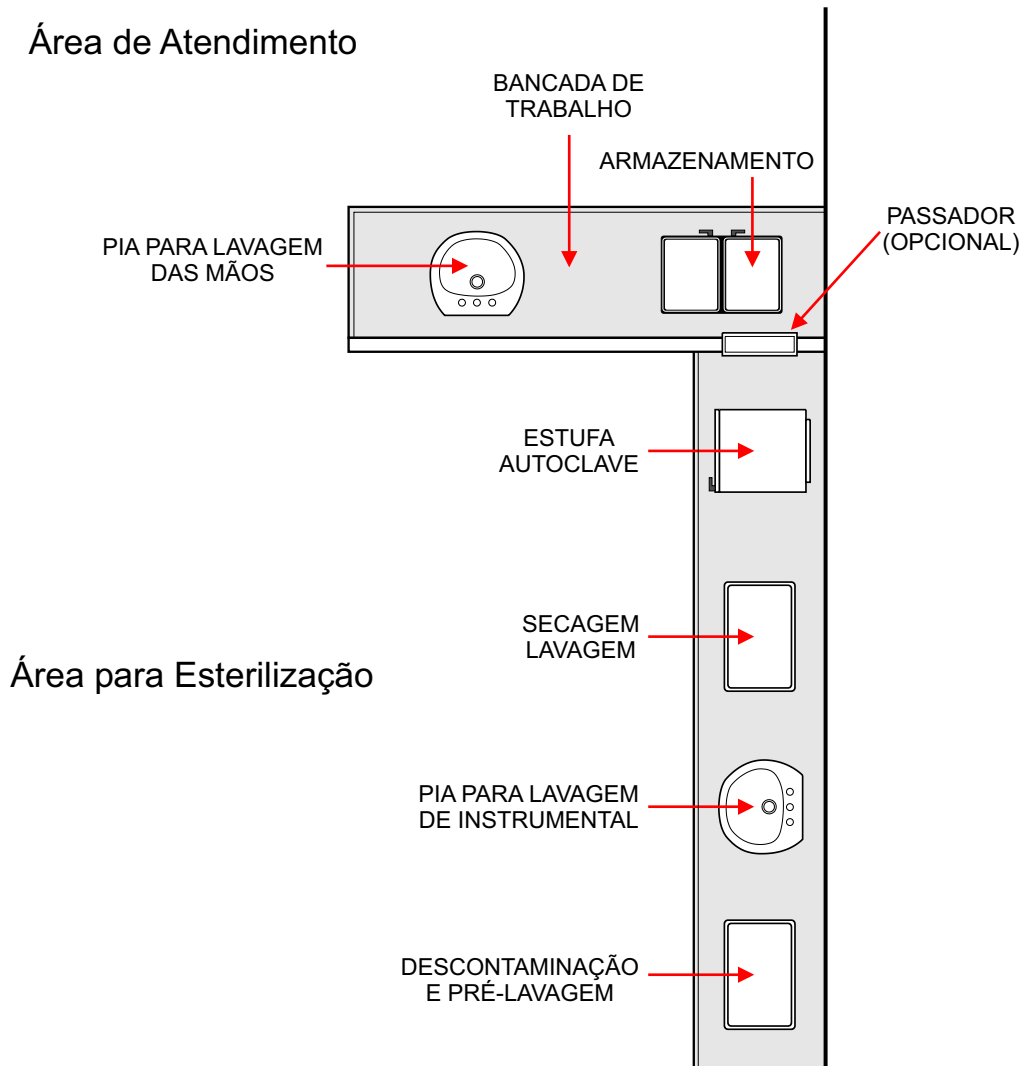 Área de Atendimento
BANCADA DE
TRABALHO
ARMAZENAMENTO
PASSADOR
(OPCIONAL)
PIA PARA LAVAGEM
DAS MÃOS
ESTUFA
AUTOCLAVE
SECAGEM
LAVAGEM
Área para Esterilização
PIA PARA LAVAGEM
DE INSTRUMENTAL
DESCONTAMINAÇÃO
E PRÉ-LAVAGEM